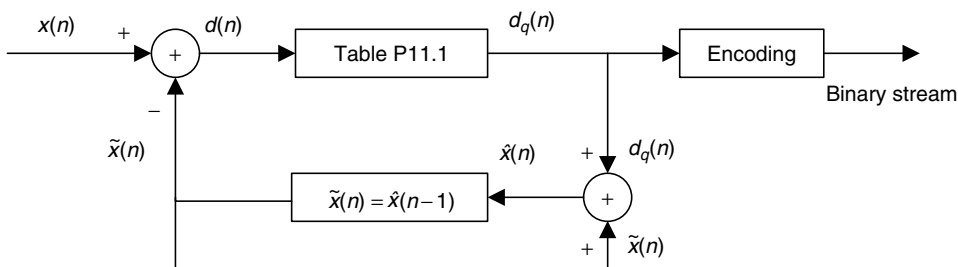 x(n) + d(n) d_q(n)
+ Table P11.1 Encoding
− Binary stream
x̃(n) x̂(n) + d_q(n)
x̃(n) = x̂(n−1) +
+ x̃(n)